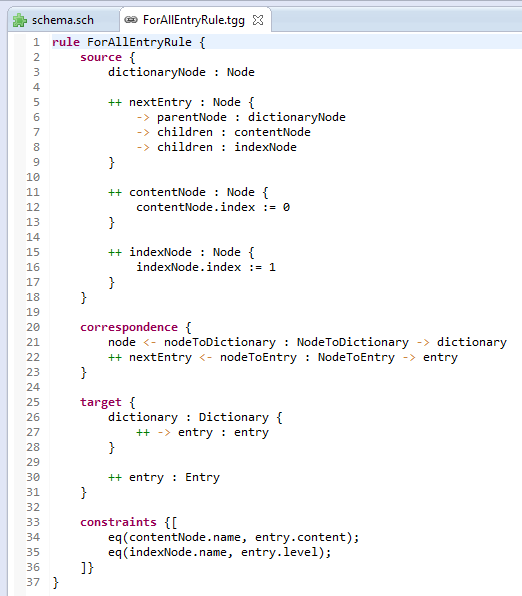 schema.sch ForAllEntryRule.tgg
1 rule ForAllEntryRule {
2 source {
3 dictionaryNode : Node
4
5 ++ nextEntry : Node {
6 -> parentNode : dictionaryNode
7 -> children : contentNode
8 -> children : indexNode
9 }
10
11 ++ contentNode : Node {
12 contentNode.index := 0
13 }
14
15 ++ indexNode : Node {
16 indexNode.index := 1
17 }
18 }
19
20 correspondence {
21 node <- nodeToDictionary : NodeToDictionary -> dictionary
22 ++ nextEntry <- nodeToEntry : NodeToEntry -> entry
23 }
24
25 target {
26 dictionary : Dictionary {
27 ++ -> entry : entry
28 }
29
30 ++ entry : Entry
31 }
32
33 constraints {[
34 eq(contentNode.name, entry.content);
35 eq(indexNode.name, entry.level);
36 ]}
37 }